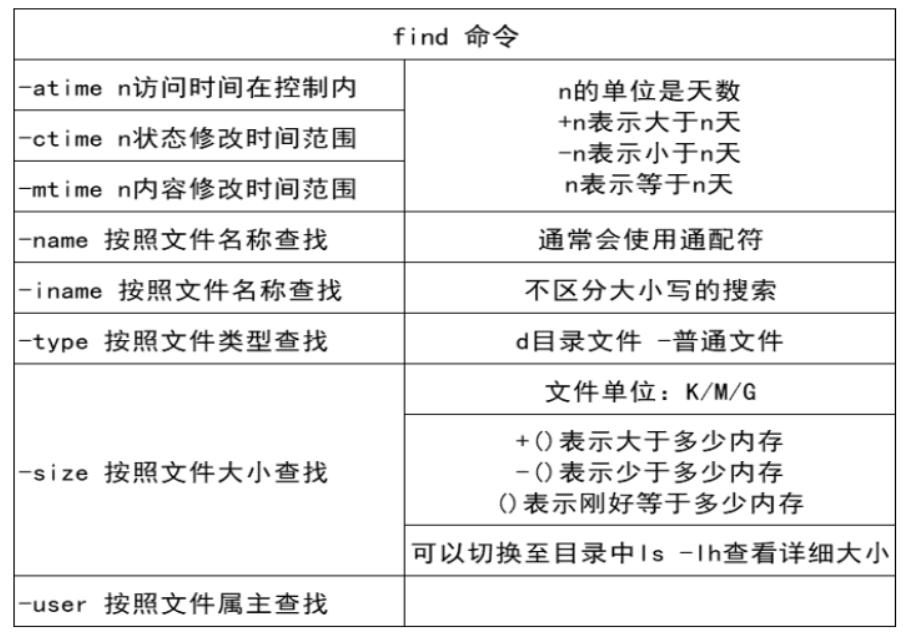 find 命令
-atime n访问时间在控制内
n的单位是天数
+n表示大于n天
-n表示小于n天
n表示等于n天
-ctime n状态修改时间范围
-mtime n内容修改时间范围
-name 按照文件名称查找
通常会使用通配符
-iname 按照文件名称查找
不区分大小写的搜索
-type 按照文件类型查找
d目录文件 -普通文件
-size 按照文件大小查找
文件单位：K/M/G
+()表示大于多少内存
-()表示少于多少内存
()表示刚好等于多少内存
可以切换至目录中ls -lh查看详细大小
-user 按照文件属主查找